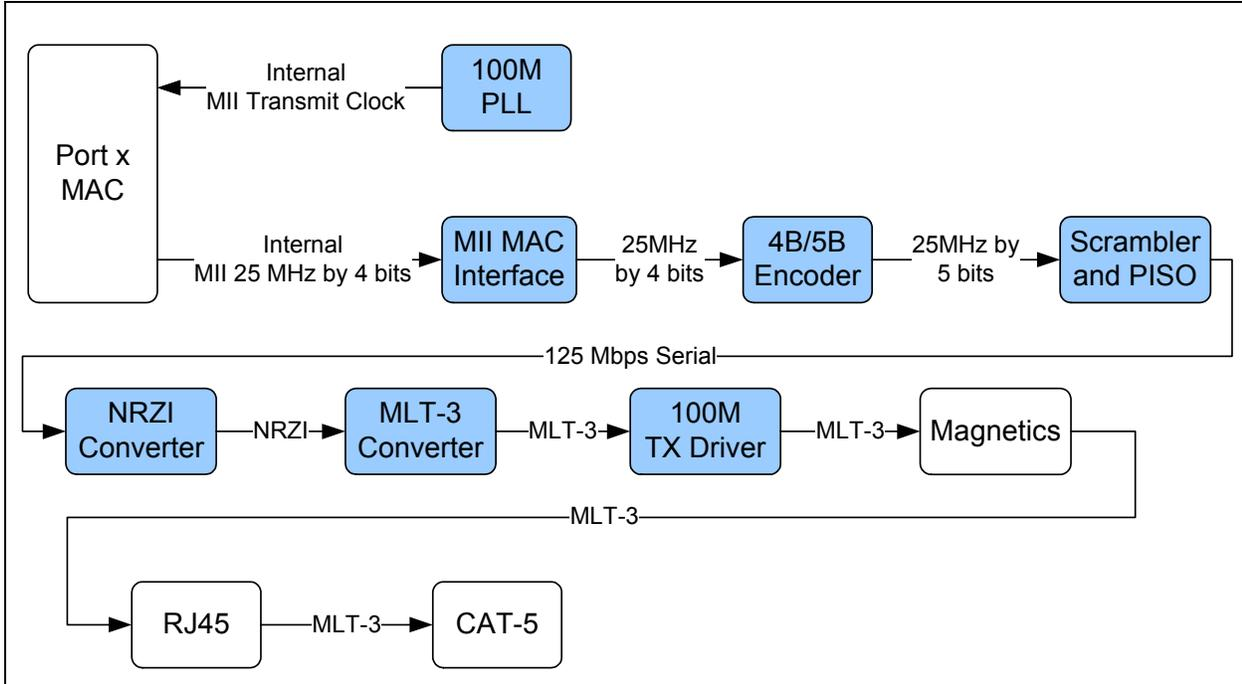 Port x
MAC
Internal
MII Transmit Clock
100M
PLL
Internal
MII 25 MHz by 4 bits
MII MAC
Interface
25MHz
by 4 bits
4B/5B
Encoder
25MHz by
5 bits
Scrambler
and PISO
125 Mbps Serial
NRZI
Converter
NRZI
MLT-3
Converter
MLT-3
100M
TX Driver
MLT-3
Magnetics
MLT-3
RJ45
MLT-3
CAT-5